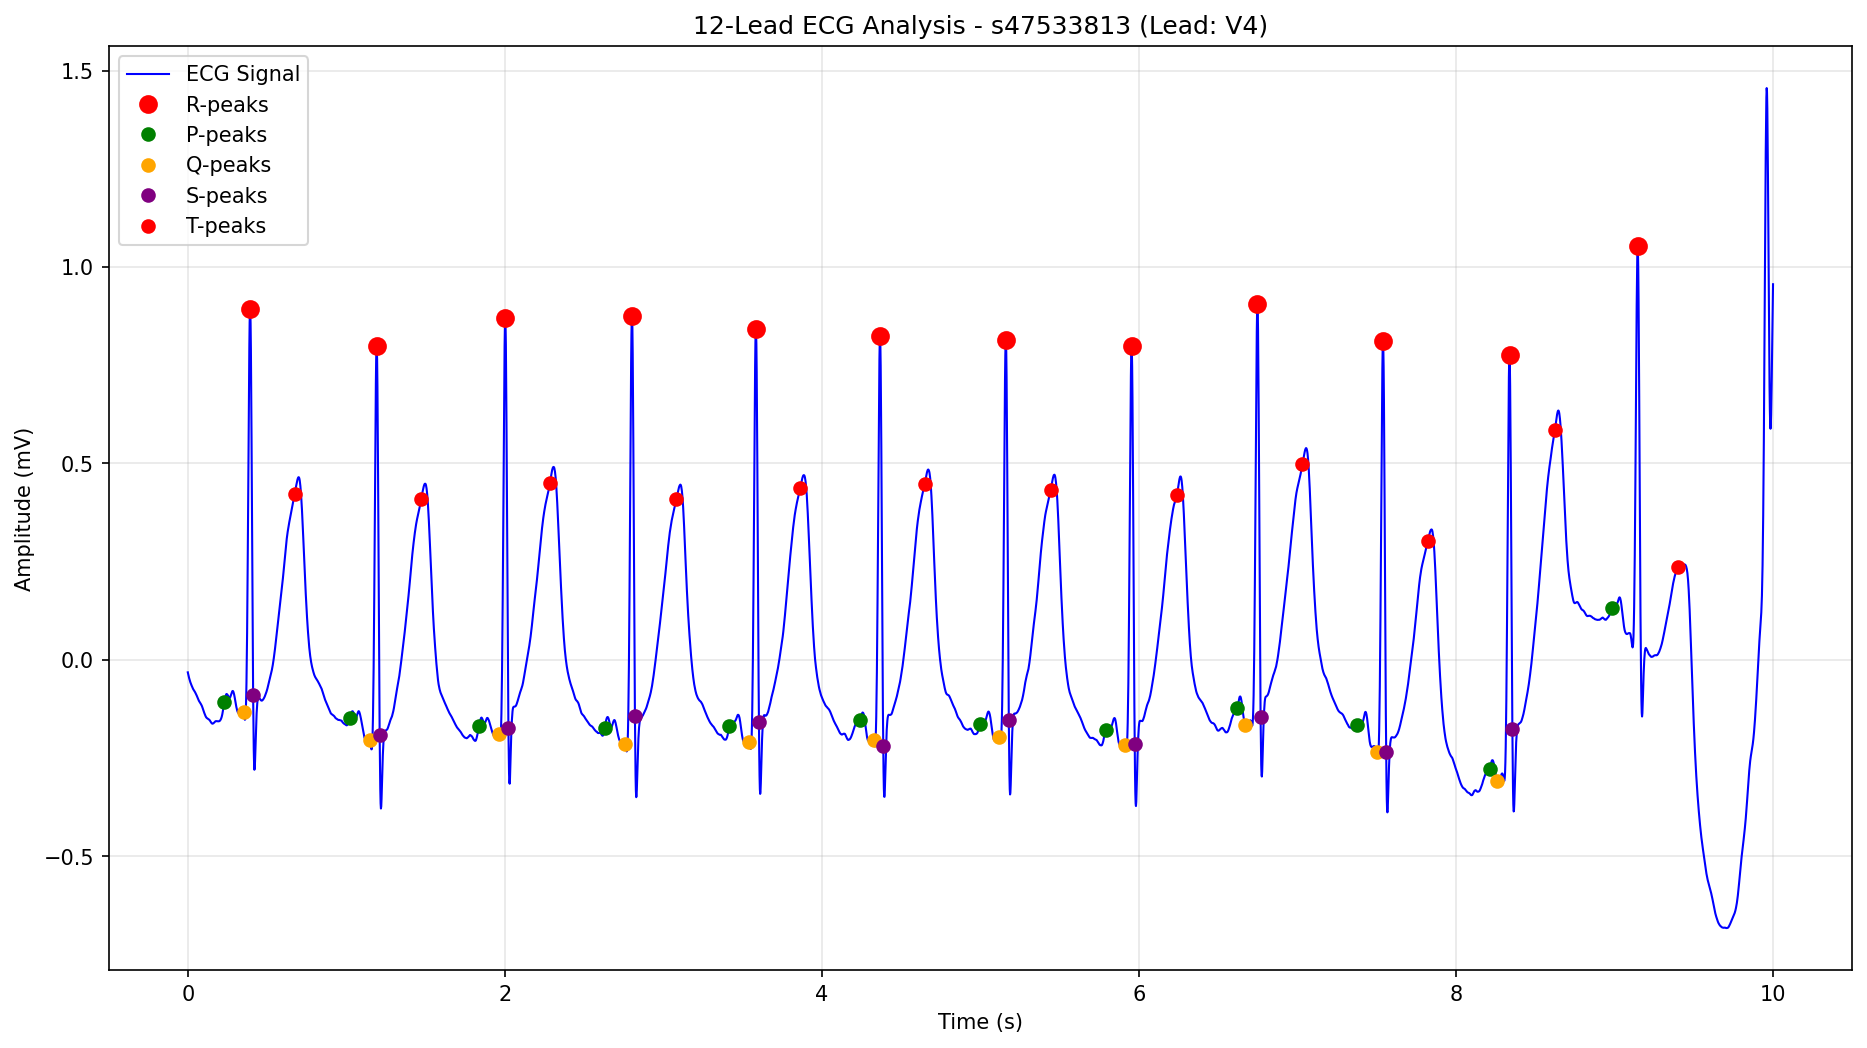 12-Lead ECG Analysis - s47533813 (Lead: V4)
ECG Signal
R-peaks
P-peaks
Q-peaks
S-peaks
T-peaks
1.5
1.0
0.5
0.0
−0.5
Amplitude (mV)
0 2 4 6 8 10
Time (s)